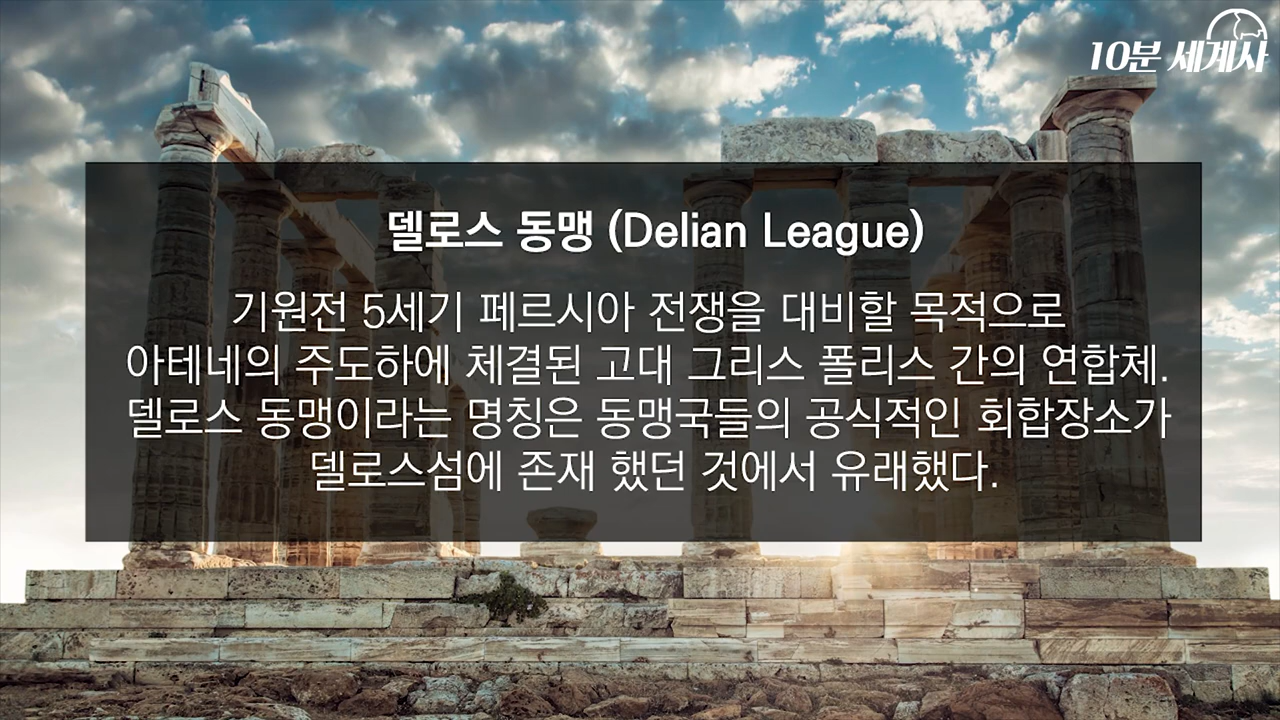 10분 세계사
델로스 동맹 (Delian League)
기원전 5세기 페르시아 전쟁을 대비할 목적으로
아테네의 주도하에 체결된 고대 그리스 폴리스 간의 연합체.
델로스 동맹이라는 명칭은 동맹국들의 공식적인 회합장소가
델로스섬에 존재 했던 것에서 유래했다.